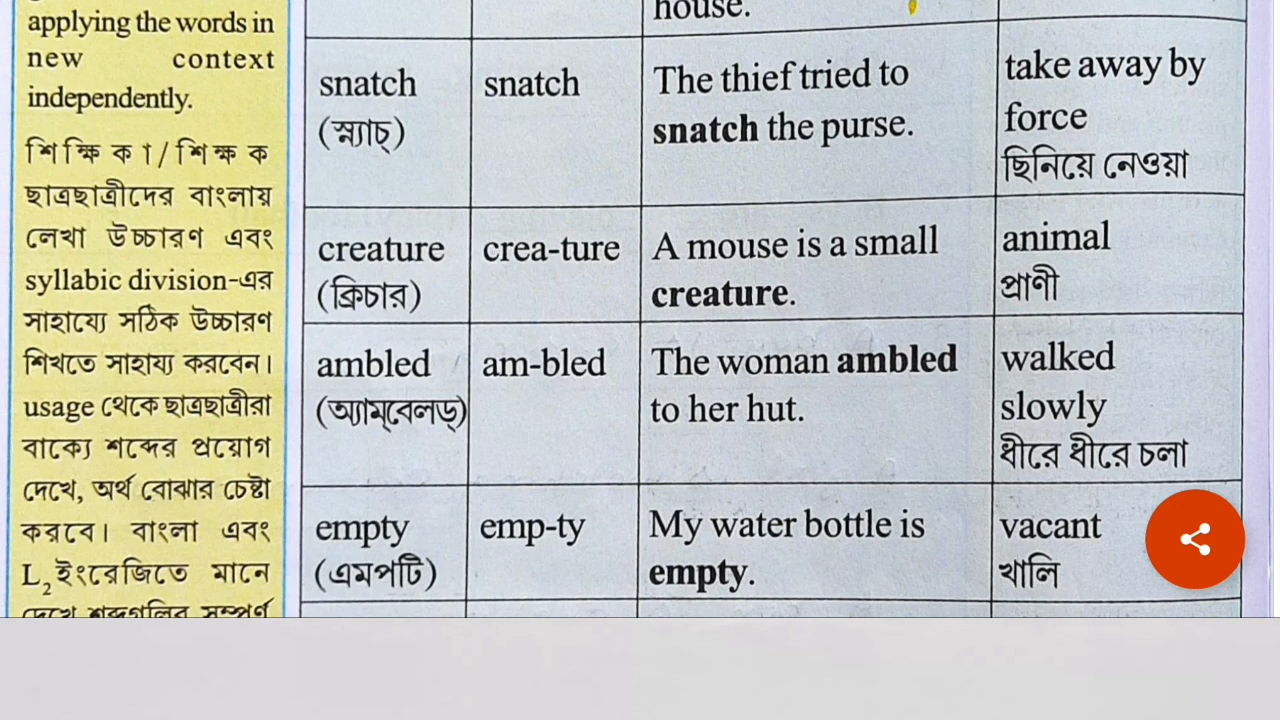 applying the words in
new context
independently.
শিক্ষিকা/শিক্ষক
ছাত্রছাত্রীদের বাংলায়
লেখা উচ্চারণ এবং
syllabic division-এর
সাহায্যে সঠিক উচ্চারণ
শিখতে সাহায্য করবেন।
usage থেকে ছাত্রছাত্রীরা
বাক্যে শব্দের প্রয়োগ
দেখে, অর্থ বোঝার চেষ্টা
করবে। বাংলা এবং
L₂ ইংরেজিতে মানে
দেখে শব্দগুলির সম্পূর্ণ
house.
snatch
(স্ন্যাচ্)
snatch
The thief tried to
snatch the purse.
take away by
force
ছিনিয়ে নেওয়া
creature
(ক্রিচার)
crea-ture
A mouse is a small
creature.
animal
প্রাণী
ambled
(অ্যাম্‌বেলড্)
am-bled
The woman ambled
to her hut.
walked
slowly
ধীরে ধীরে চলা
empty
(এমপটি)
emp-ty
My water bottle is
empty.
vacant
খালি